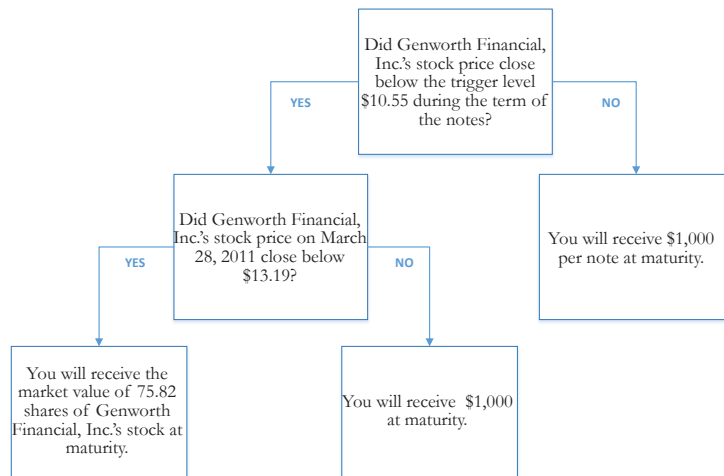 Did Genworth Financial,
Inc.'s stock price close
below the trigger level
$10.55 during the term of
the notes?
YES
NO
Did Genworth Financial,
Inc.'s stock price on March
28, 2011 close below
$13.19?
You will receive $1,000
per note at maturity.
YES
NO
You will receive the
market value of 75.82
shares of Genworth
Financial, Inc.'s stock at
maturity.
You will receive $1,000
at maturity.